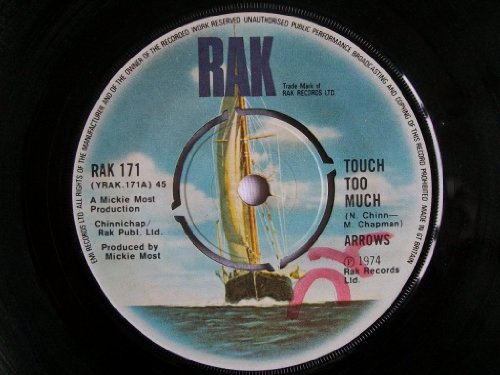 EMI RECORDS LTD. ALL RIGHTS OF THE MANUFACTURER AND OF THE OWNER OF THE RECORDED WORK RESERVED UNAUTHORISED PUBLIC PERFORMANCE BROADCASTING AND COPYING OF THIS RECORD PROHIBITED MADE IN GT BRITAIN
RAK
Trade Mark of
RAK RECORDS LTD.
RAK 171
(YRAK.171A) 45
A Mickie Most
Production
Chinnichap/
Rak Publ. Ltd.
Produced by
Mickie Most
TOUCH
TOO
MUCH
(N. Chinn—
M. Chapman)
ARROWS
℗ 1974
Rak Records
Ltd.